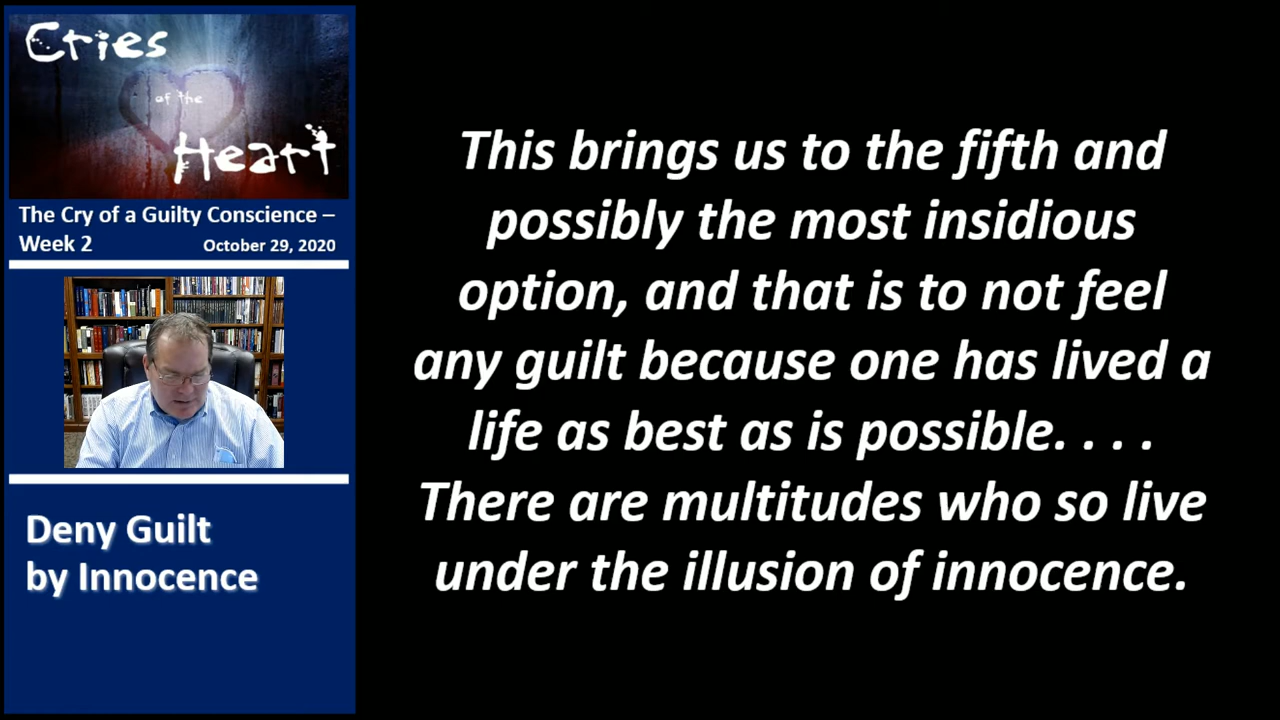 Cries
of the
Heart
The Cry of a Guilty Conscience –
Week 2 October 29, 2020
Deny Guilt
by Innocence
This brings us to the fifth and
possibly the most insidious
option, and that is to not feel
any guilt because one has lived a
life as best as is possible. . . .
There are multitudes who so live
under the illusion of innocence.